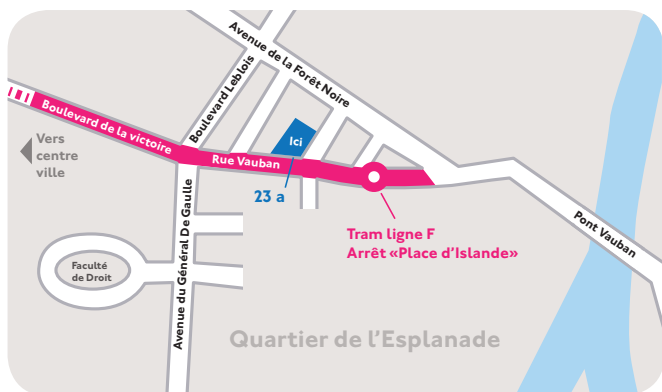 Avenue de la Forêt Noire
Boulevard Leblois
Boulevard de la victoire
Vers
centre
ville
Ici
Rue Vauban
23 a
Tram ligne F
Arrêt «Place d’Islande»
Pont Vauban
Faculté
de Droit
Avenue du Général De Gaulle
Quartier de l’Esplanade